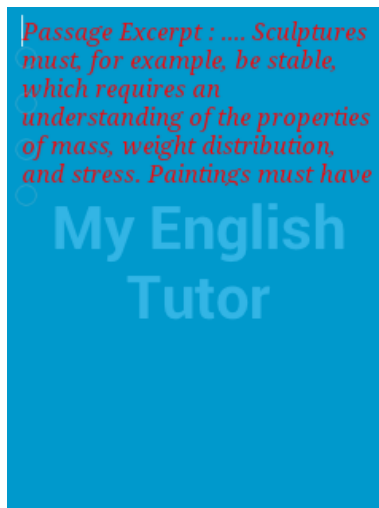 Passage Excerpt : .... Sculptures
must, for example, be stable,
which requires an
understanding of the properties
of mass, weight distribution,
and stress. Paintings must have
My English
Tutor